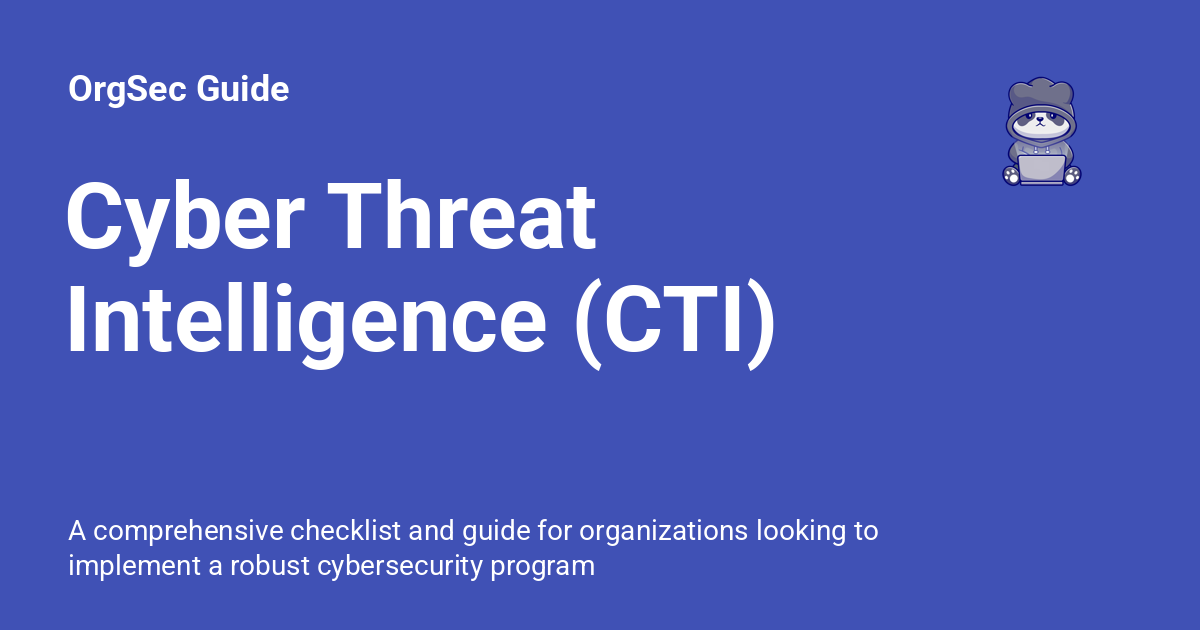 OrgSec Guide
Cyber Threat
Intelligence (CTI)
A comprehensive checklist and guide for organizations looking to
implement a robust cybersecurity program